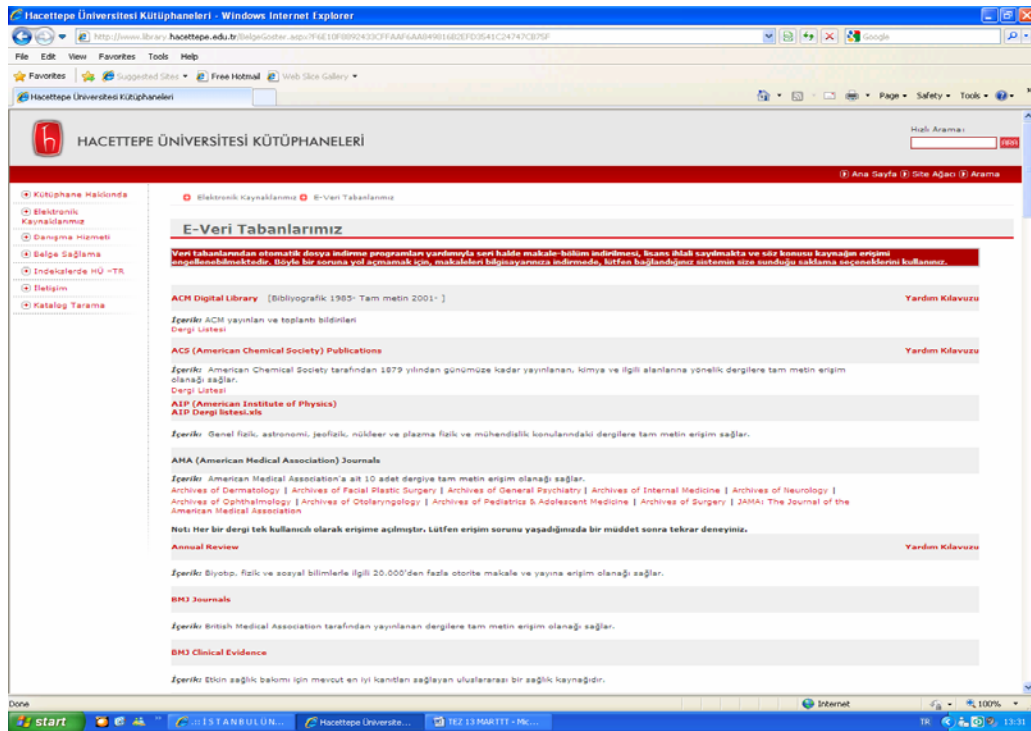 Hacettepe Üniversitesi Kütüphaneleri - Windows Internet Explorer
File Edit View Favorites Tools Help
Favorites Suggested Sites Free Hotmail Web Slice Gallery
Hacettepe Üniversitesi Kütüphaneleri
Page Safety Tools
Google
HACETTEPE ÜNİVERSİTESİ KÜTÜPHANELERİ
Hızlı Arama:
ARA
Ana Sayfa Site Ağacı Arama
Kütüphane Hakkında
Elektronik Kaynaklarımız
Danışma Hizmeti
Belge Sağlama
İndekslerde HÜ -TR
İletişim
Katalog Tarama
Elektronik Kaynaklarımız E-Veri Tabanlarımız
E-Veri Tabanlarımız
Veri tabanlarından otomatik dosya indirme programları yardımıyla seri halde makale-bölüm indirilmesi, lisans ihlali sayılmakta ve söz konusu kaynağın erişimi
engellenebilmektedir. Böyle bir soruna yol açmamak için, makaleleri bilgisayarınıza indirmede, lütfen bağlandığınız sistemin size sunduğu saklama seçeneklerini kullanınız.
ACM Digital Library [Bibliyografik 1985- Tam metin 2001- ] Yardım Kılavuzu
İçerik: ACM yayınları ve toplantı bildirileri
Dergi Listesi
ACS (American Chemical Society) Publications Yardım Kılavuzu
İçerik: American Chemical Society tarafından 1879 yılından günümüze kadar yayınlanan, kimya ve ilgili alanlarına yönelik dergilere tam metin erişim
olanağı sağlar.
Dergi Listesi
AIP (American Institute of Physics)
AIP Dergi listesi.xls
İçerik: Genel fizik, astronomi, jeofizik, nükleer ve plazma fizik ve mühendislik konularındaki dergilere tam metin erişim sağlar.
AMA (American Medical Association) Journals
İçerik: American Medical Association'a ait 10 adet dergiye tam metin erişim olanağı sağlar.
Archives of Dermatology | Archives of Facial Plastic Surgery | Archives of General Psychiatry | Archives of Internal Medicine | Archives of Neurology |
Archives of Ophthalmology | Archives of Otolaryngology | Archives of Pediatrics & Adolescent Medicine | Archives of Surgery | JAMA: The Journal of the
American Medical Association
Not: Her bir dergi tek kullanıcılı olarak erişime açılmıştır. Lütfen erişim sorunu yaşadığınızda bir müddet sonra tekrar deneyiniz.
Annual Review Yardım Kılavuzu
İçerik: Biyotıp, fizik ve sosyal bilimlerle ilgili 20.000'den fazla otorite makale ve yayına erişim olanağı sağlar.
BMJ Journals
İçerik: British Medical Association tarafından yayınlanan dergilere tam metin erişim olanağı sağlar.
BMJ Clinical Evidence
İçerik: Etkin sağlık bakımı için mevcut en iyi kanıtları sağlayan uluslararası bir sağlık kaynağıdır.
Done Internet 100%
start .::İSTANBULUN... Hacettepe Üniversite... TEZ 13 MARTTT - Mic... TR 13:31